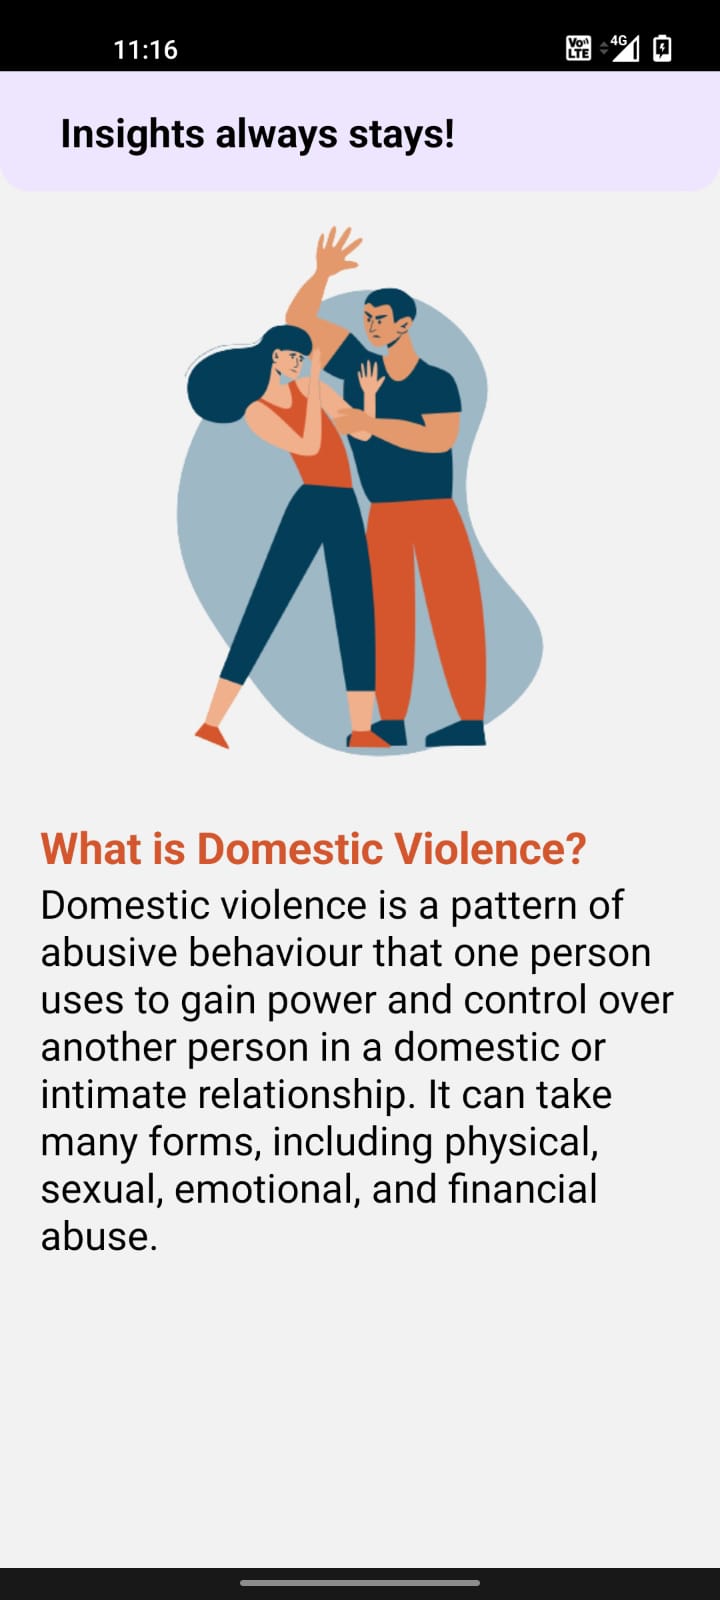 11:16
Vo))
LTE
4G
Insights always stays!
What is Domestic Violence?
Domestic violence is a pattern of
abusive behaviour that one person
uses to gain power and control over
another person in a domestic or
intimate relationship. It can take
many forms, including physical,
sexual, emotional, and financial
abuse.